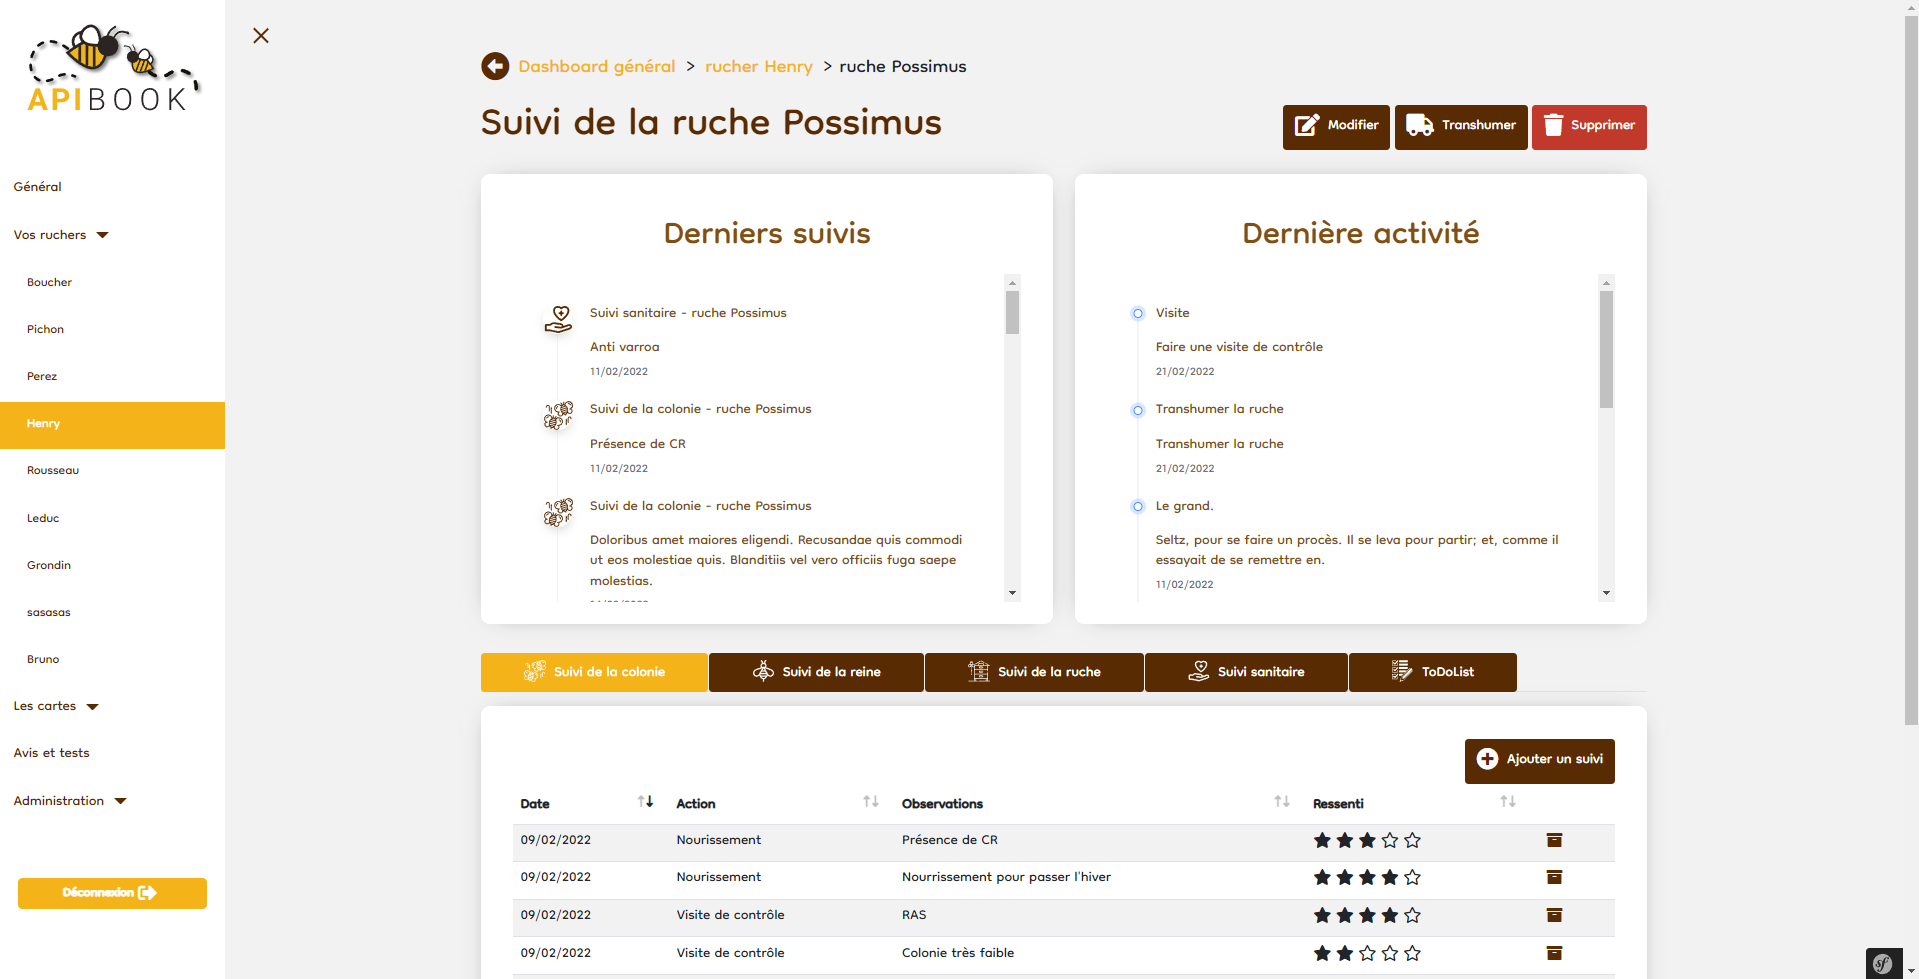 APIBOOK
Général
Vos ruchers
Boucher
Pichon
Perez
Henry
Rousseau
Leduc
Grondin
sasasas
Bruno
Les cartes
Avis et tests
Administration
Déconnexion
Dashboard général > rucher Henry > ruche Possimus
Suivi de la ruche Possimus
Modifier
Transhumer
Supprimer
Derniers suivis
Suivi sanitaire - ruche Possimus
Anti varroa
11/02/2022
Suivi de la colonie - ruche Possimus
Présence de CR
11/02/2022
Suivi de la colonie - ruche Possimus
Doloribus amet maiores eligendi. Recusandae quis commodi
ut eos molestiae quis. Blanditiis vel vero officiis fuga saepe
molestias.
Dernière activité
Visite
Faire une visite de contrôle
21/02/2022
Transhumer la ruche
Transhumer la ruche
21/02/2022
Le grand.
Seltz, pour se faire un procès. Il se leva pour partir; et, comme il
essayait de se remettre en.
11/02/2022
Suivi de la colonie
Suivi de la reine
Suivi de la ruche
Suivi sanitaire
ToDoList
Ajouter un suivi
Date Action Observations Ressenti
09/02/2022 Nourissement Présence de CR
09/02/2022 Nourissement Nourrissement pour passer l'hiver
09/02/2022 Visite de contrôle RAS
09/02/2022 Visite de contrôle Colonie très faible
sf